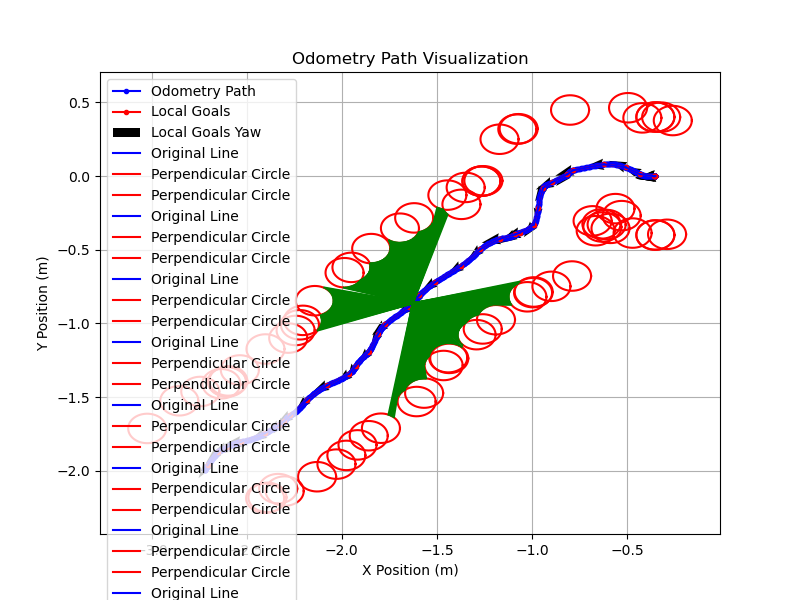 Odometry Path Visualization
Y Position (m)
0.5
0.0
−0.5
−1.0
−1.5
−2.0
Odometry Path
Local Goals
Local Goals Yaw
Original Line
Perpendicular Circle
Perpendicular Circle
Original Line
Perpendicular Circle
Perpendicular Circle
Original Line
Perpendicular Circle
Perpendicular Circle
Original Line
Perpendicular Circle
Perpendicular Circle
Original Line
Perpendicular Circle
Perpendicular Circle
Original Line
Perpendicular Circle
Perpendicular Circle
Original Line
Perpendicular Circle
Perpendicular Circle
Original Line
−2.0 −1.5 −1.0 −0.5
X Position (m)